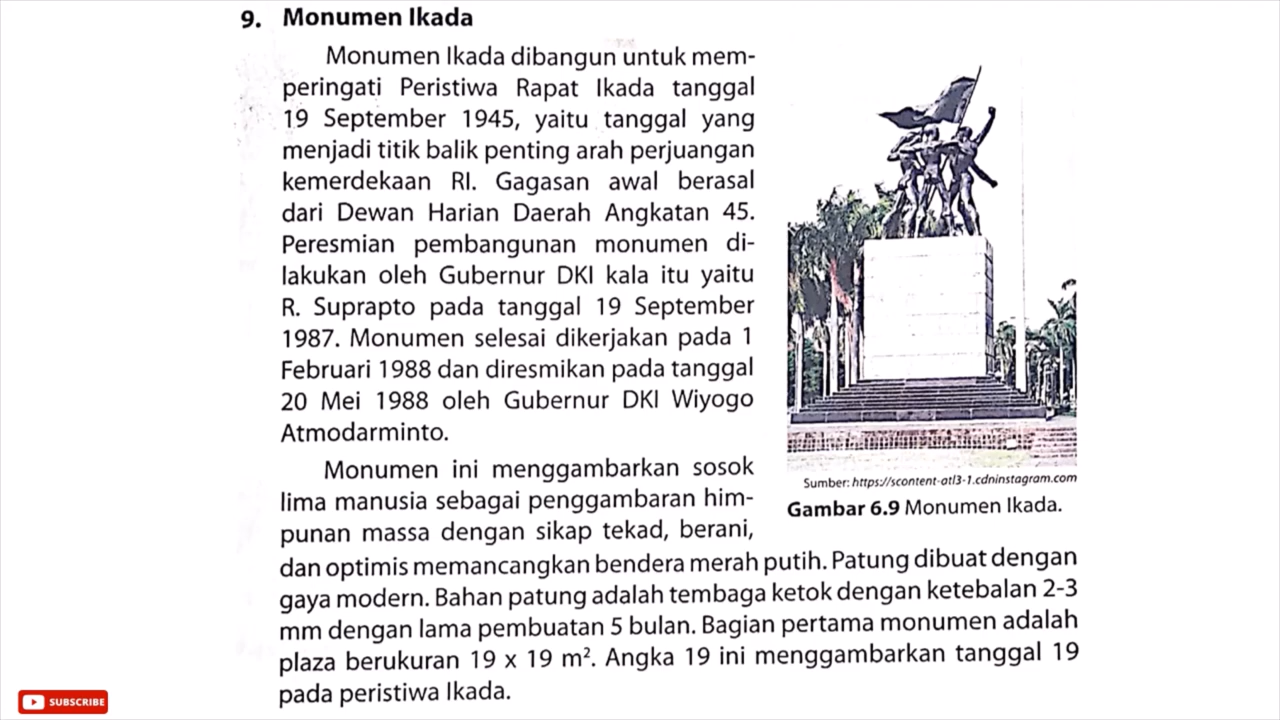 9. Monumen Ikada
Monumen Ikada dibangun untuk mem-
peringati Peristiwa Rapat Ikada tanggal
19 September 1945, yaitu tanggal yang
menjadi titik balik penting arah perjuangan
kemerdekaan RI. Gagasan awal berasal
dari Dewan Harian Daerah Angkatan 45.
Peresmian pembangunan monumen di-
lakukan oleh Gubernur DKI kala itu yaitu
R. Suprapto pada tanggal 19 September
1987. Monumen selesai dikerjakan pada 1
Februari 1988 dan diresmikan pada tanggal
20 Mei 1988 oleh Gubernur DKI Wiyogo
Atmodarminto.
Monumen ini menggambarkan sosok
lima manusia sebagai penggambaran him-
punan massa dengan sikap tekad, berani,
dan optimis memancangkan bendera merah putih. Patung dibuat dengan
gaya modern. Bahan patung adalah tembaga ketok dengan ketebalan 2-3
mm dengan lama pembuatan 5 bulan. Bagian pertama monumen adalah
plaza berukuran 19 x 19 m². Angka 19 ini menggambarkan tanggal 19
pada peristiwa Ikada.
Sumber: https://scontent-atl3-1.cdninstagram.com
Gambar 6.9 Monumen Ikada.
SUBSCRIBE